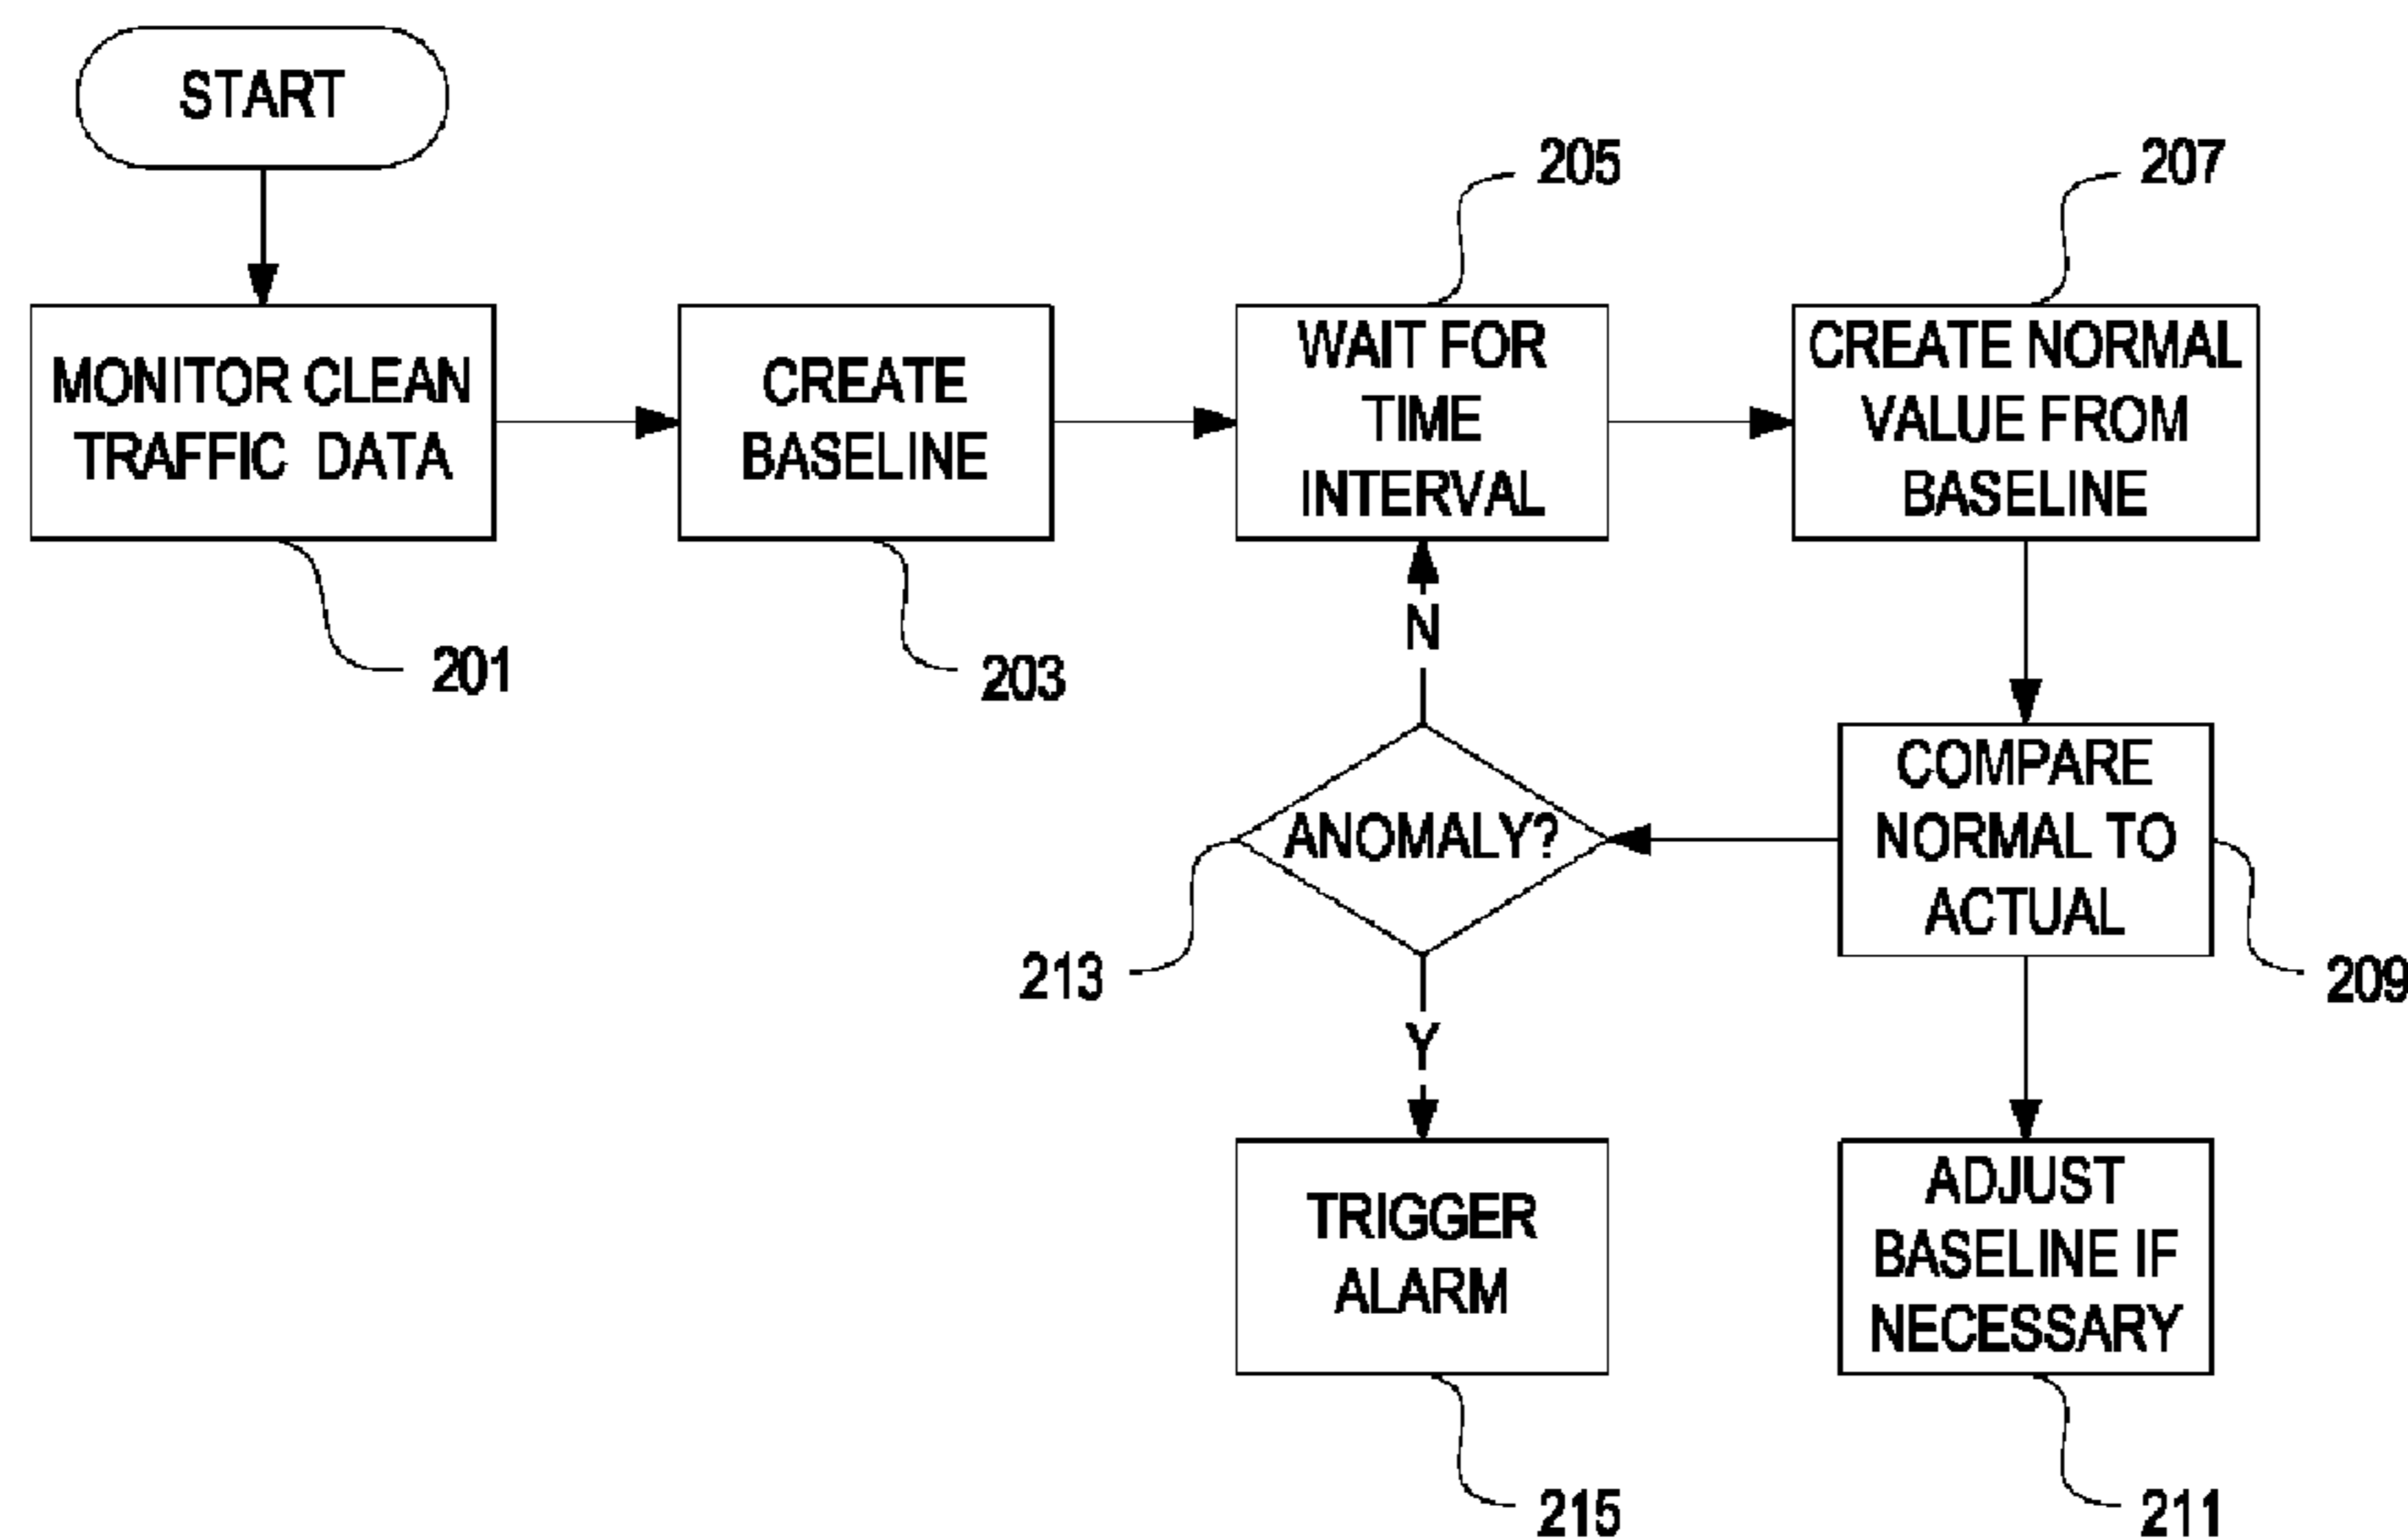 START
205
207
MONITOR CLEAN
TRAFFIC DATA
CREATE
BASELINE
WAIT FOR
TIME
INTERVAL
CREATE NORMAL
VALUE FROM
BASELINE
201
203
N
COMPARE
NORMAL TO
ACTUAL
ANOMALY?
213
209
Y
TRIGGER
ALARM
ADJUST
BASELINE IF
NECESSARY
215
211